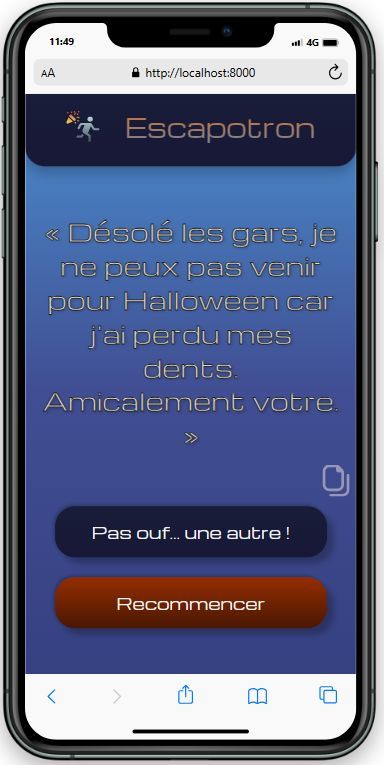 11:49
4G
AA
http://localhost:8000
Escapotron
« Désolé les gars, je
ne peux pas venir
pour Halloween car
j'ai perdu mes
dents.
Amicalement votre.
»
Pas ouf... une autre !
Recommencer